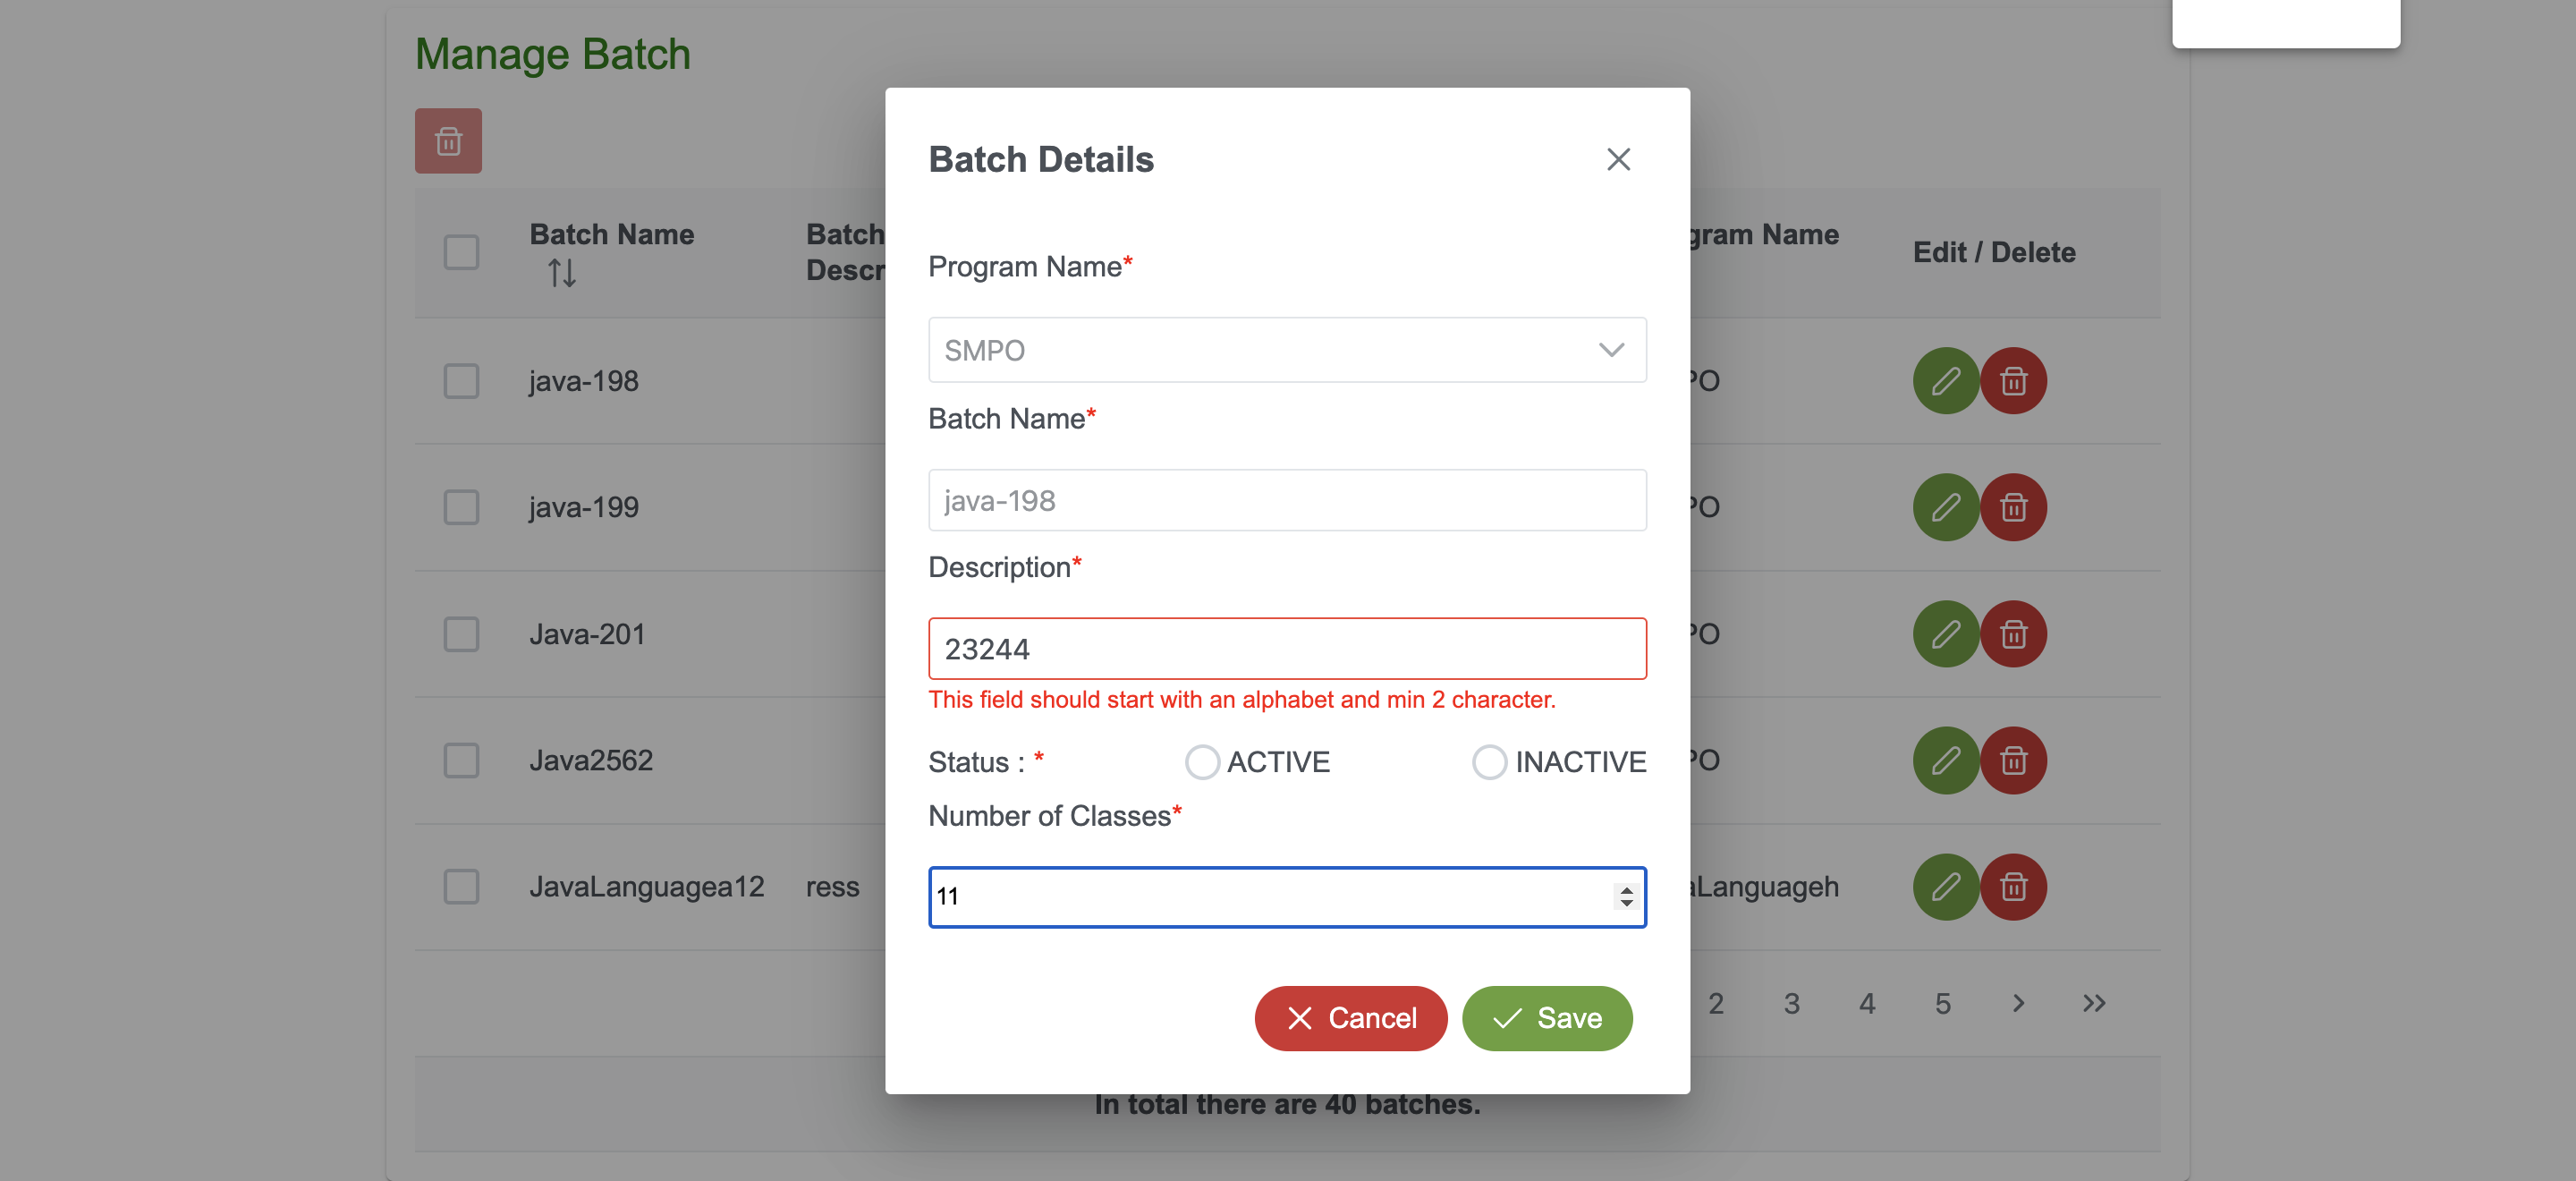 Manage Batch
Batch Name
Batch
Descr
gram Name
Edit / Delete
java-198
PO
java-199
PO
Java-201
PO
Java2562
PO
JavaLanguagea12
ress
aLanguageh
2 3 4 5
In total there are 40 batches.
Batch Details
Program Name*
SMPO
Batch Name*
java-198
Description*
23244
This field should start with an alphabet and min 2 character.
Status : * ACTIVE INACTIVE
Number of Classes*
11
Cancel
Save